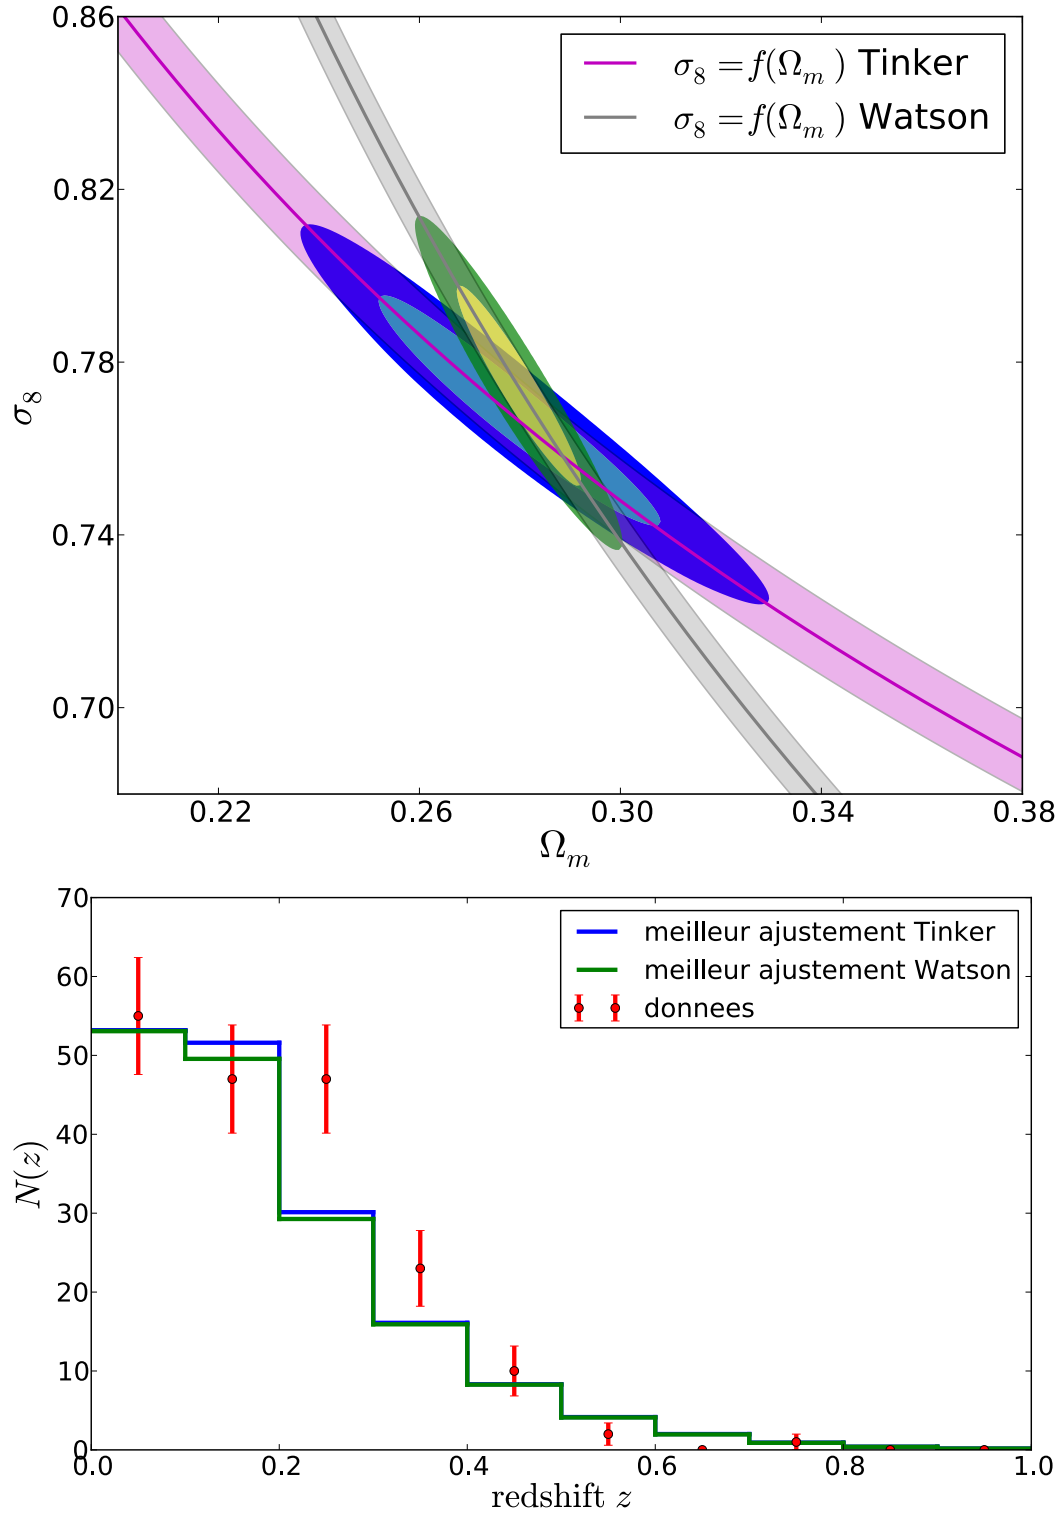 0.86
0.82
0.78
0.74
0.70
σ₈
σ₈ = f(Ωₘ) Tinker
σ₈ = f(Ωₘ) Watson
0.22 0.26 0.30 0.34 0.38
Ωₘ
70
60
50
40
30
20
10
0
N(z)
meilleur ajustement Tinker
meilleur ajustement Watson
donnees
0.0 0.2 0.4 0.6 0.8 1.0
redshift z